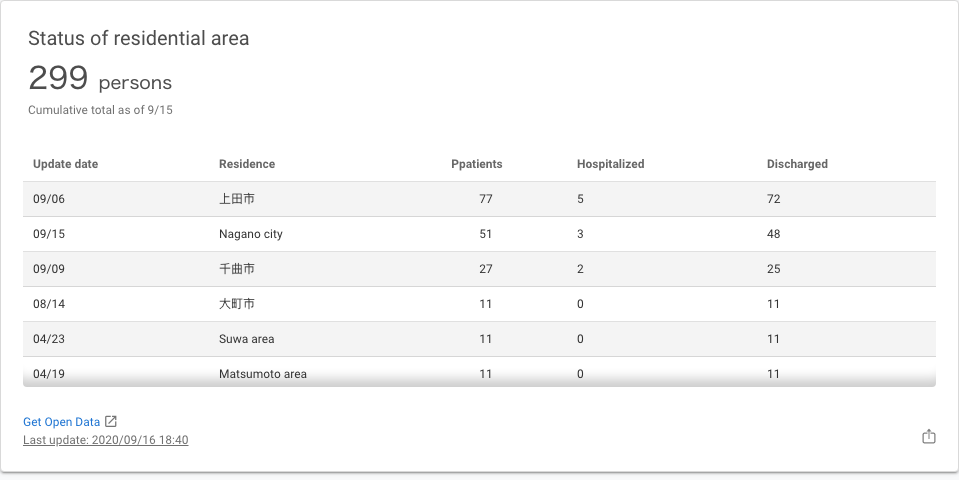 Status of residential area
299 persons
Cumulative total as of 9/15
Update date Residence Ppatients Hospitalized Discharged
09/06 上田市 77 5 72
09/15 Nagano city 51 3 48
09/09 千曲市 27 2 25
08/14 大町市 11 0 11
04/23 Suwa area 11 0 11
04/19 Matsumoto area 11 0 11
Get Open Data
Last update: 2020/09/16 18:40